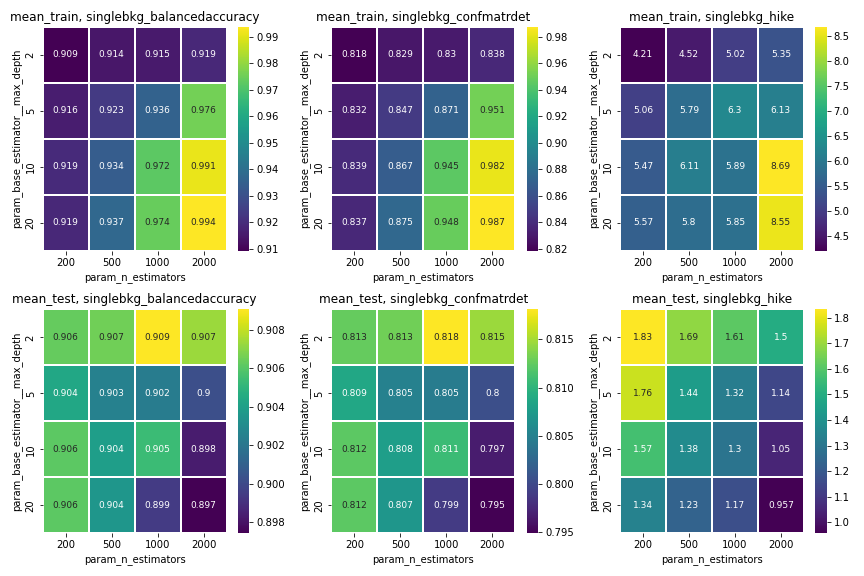 mean_train, singlebkg_balancedaccuracy
param_base_estimator__max_depth
2 0.909 0.914 0.915 0.919
5 0.916 0.923 0.936 0.976
10 0.919 0.934 0.972 0.991
20 0.919 0.937 0.974 0.994
200 500 1000 2000
param_n_estimators
0.99
0.98
0.97
0.96
0.95
0.94
0.93
0.92
0.91
mean_train, singlebkg_confmatrdet
param_base_estimator__max_depth
2 0.818 0.829 0.83 0.838
5 0.832 0.847 0.871 0.951
10 0.839 0.867 0.945 0.982
20 0.837 0.875 0.948 0.987
200 500 1000 2000
param_n_estimators
0.98
0.96
0.94
0.92
0.90
0.88
0.86
0.84
0.82
mean_train, singlebkg_hike
param_base_estimator__max_depth
2 4.21 4.52 5.02 5.35
5 5.06 5.79 6.3 6.13
10 5.47 6.11 5.89 8.69
20 5.57 5.8 5.85 8.55
200 500 1000 2000
param_n_estimators
8.5
8.0
7.5
7.0
6.5
6.0
5.5
5.0
4.5
mean_test, singlebkg_balancedaccuracy
param_base_estimator__max_depth
2 0.906 0.907 0.909 0.907
5 0.904 0.903 0.902 0.9
10 0.906 0.904 0.905 0.898
20 0.906 0.904 0.899 0.897
200 500 1000 2000
param_n_estimators
0.908
0.906
0.904
0.902
0.900
0.898
mean_test, singlebkg_confmatrdet
param_base_estimator__max_depth
2 0.813 0.813 0.818 0.815
5 0.809 0.805 0.805 0.8
10 0.812 0.808 0.811 0.797
20 0.812 0.807 0.799 0.795
200 500 1000 2000
param_n_estimators
0.815
0.810
0.805
0.800
0.795
mean_test, singlebkg_hike
param_base_estimator__max_depth
2 1.83 1.69 1.61 1.5
5 1.76 1.44 1.32 1.14
10 1.57 1.38 1.3 1.05
20 1.34 1.23 1.17 0.957
200 500 1000 2000
param_n_estimators
1.8
1.7
1.6
1.5
1.4
1.3
1.2
1.1
1.0